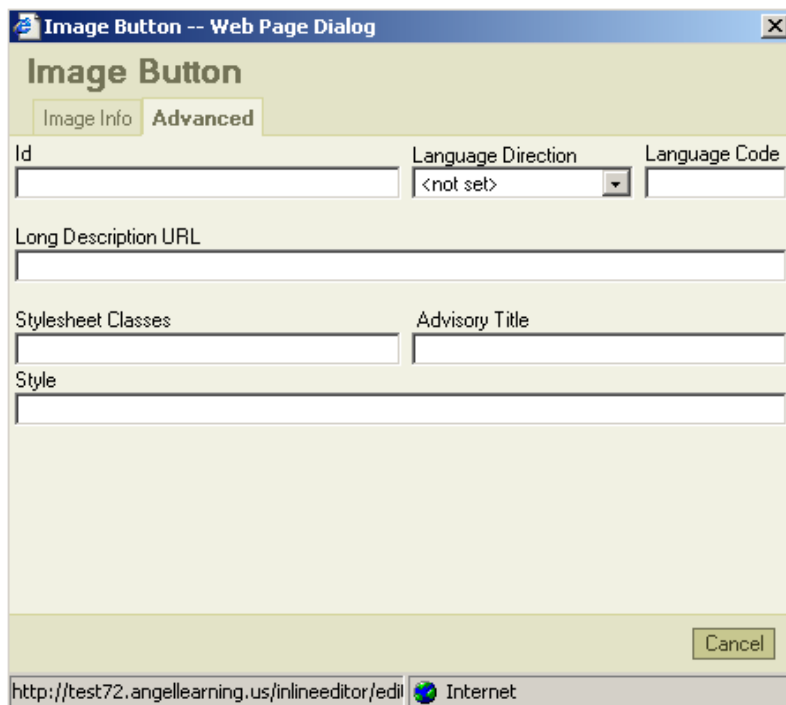 Image Button -- Web Page Dialog
Image Button
Image Info Advanced
Id Language Direction Language Code
<not set>
Long Description URL
Stylesheet Classes Advisory Title
Style
Cancel
http://test72.angellearning.us/inlineeditor/edi Internet